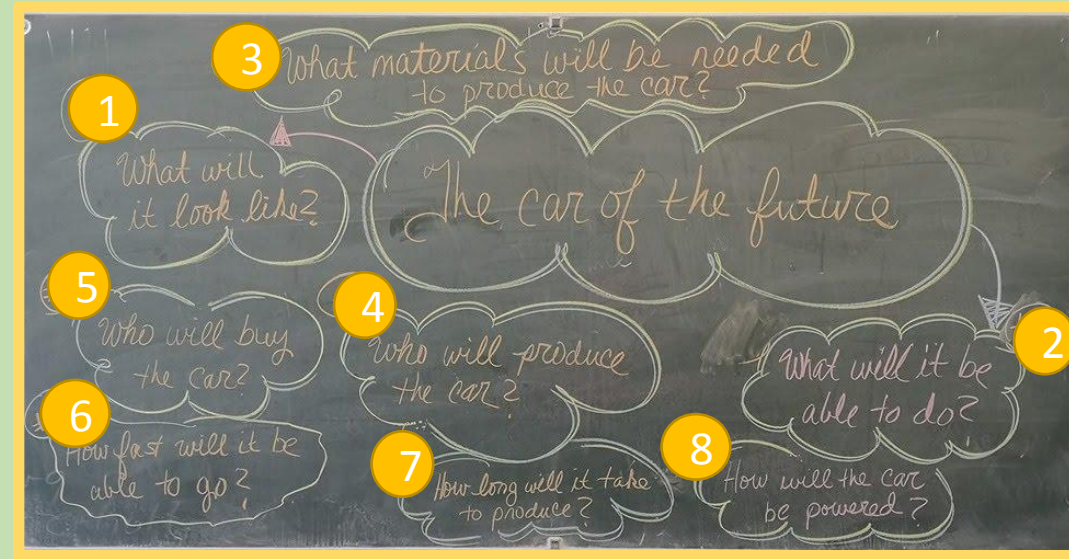 3
What materials will be needed
to produce the car?
1
What will
it look like?
The car of the future
5
Who will buy
the car?
4
Who will produce
the car?
2
What will it be
able to do?
6
How fast will it be
able to go?
7
How long will it take
to produce?
8
How will the car
be powered?